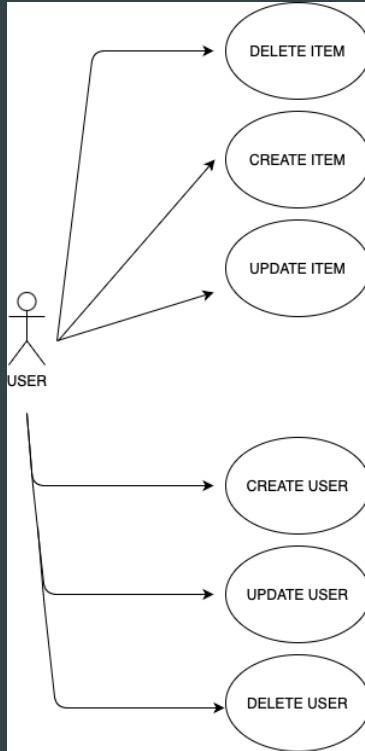 DELETE ITEM
CREATE ITEM
UPDATE ITEM
USER
CREATE USER
UPDATE USER
DELETE USER